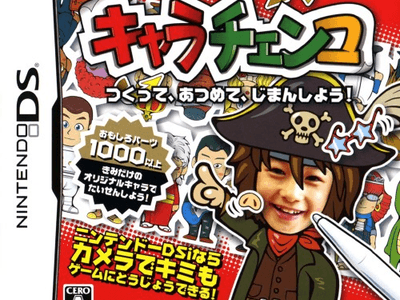 NINTENDO DS
キャラチェンコ
つくって、あつめて、じまんしよう!
おもしろパーツ
1000以上
きみだけの
オリジナルキャラで
たいせんしよう!
ニンテンドーDSiなら
カメラでキミも
ゲームにとうじょうできる!
CERO